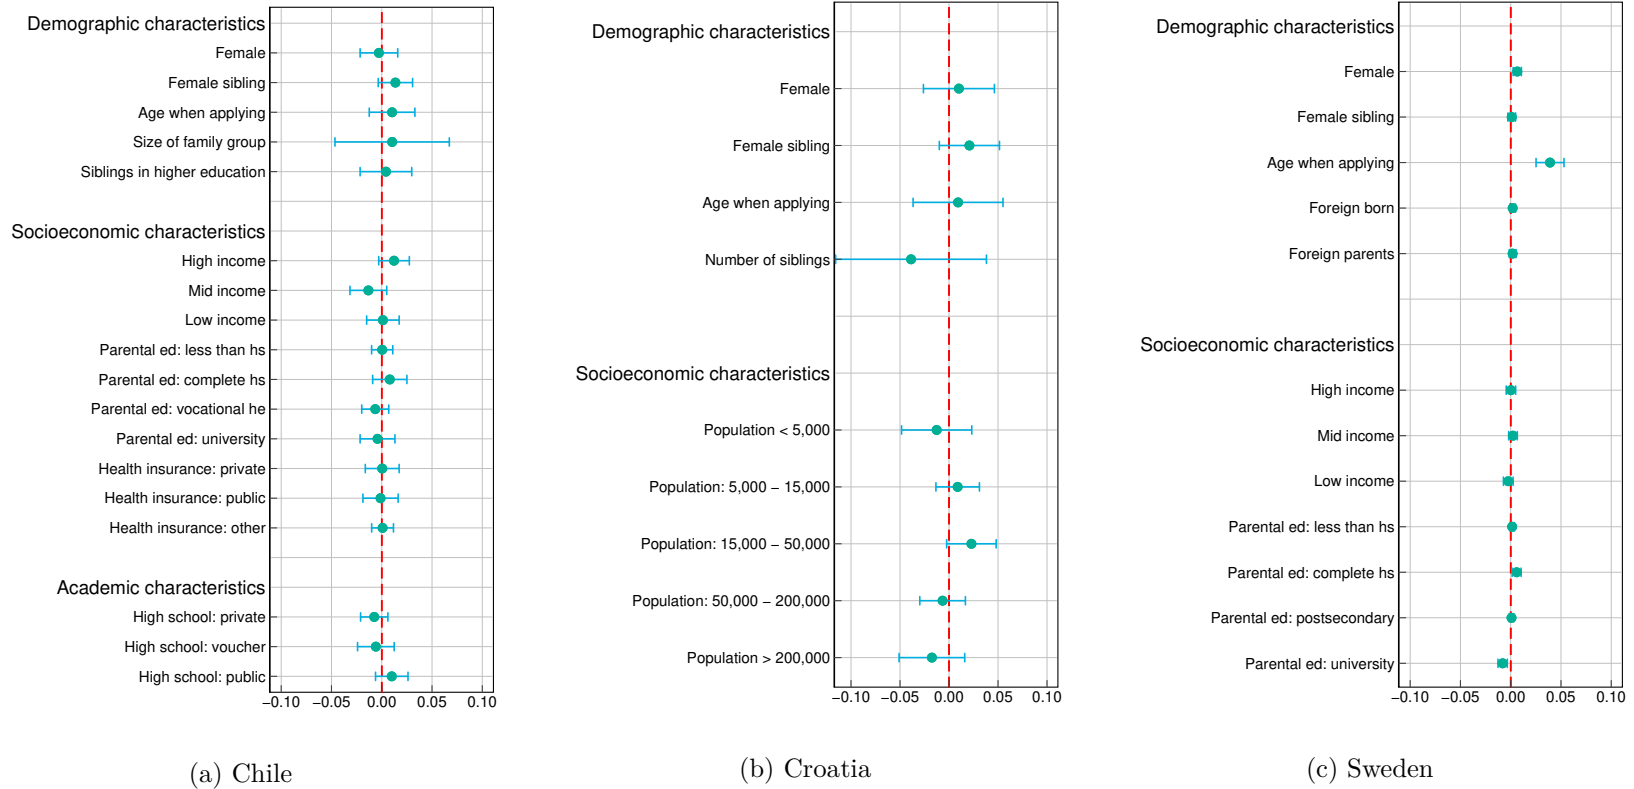 Demographic characteristics
Female
Female sibling
Age when applying
Size of family group
Siblings in higher education
Socioeconomic characteristics
High income
Mid income
Low income
Parental ed: less than hs
Parental ed: complete hs
Parental ed: vocational he
Parental ed: university
Health insurance: private
Health insurance: public
Health insurance: other
Academic characteristics
High school: private
High school: voucher
High school: public
−0.10 −0.05 0.00 0.05 0.10
(a) Chile
Demographic characteristics
Female
Female sibling
Age when applying
Number of siblings
Socioeconomic characteristics
Population < 5,000
Population: 5,000 − 15,000
Population: 15,000 − 50,000
Population: 50,000 − 200,000
Population > 200,000
−0.10 −0.05 0.00 0.05 0.10
(b) Croatia
Demographic characteristics
Female
Female sibling
Age when applying
Foreign born
Foreign parents
Socioeconomic characteristics
High income
Mid income
Low income
Parental ed: less than hs
Parental ed: complete hs
Parental ed: postsecondary
Parental ed: university
−0.10 −0.05 0.00 0.05 0.10
(c) Sweden